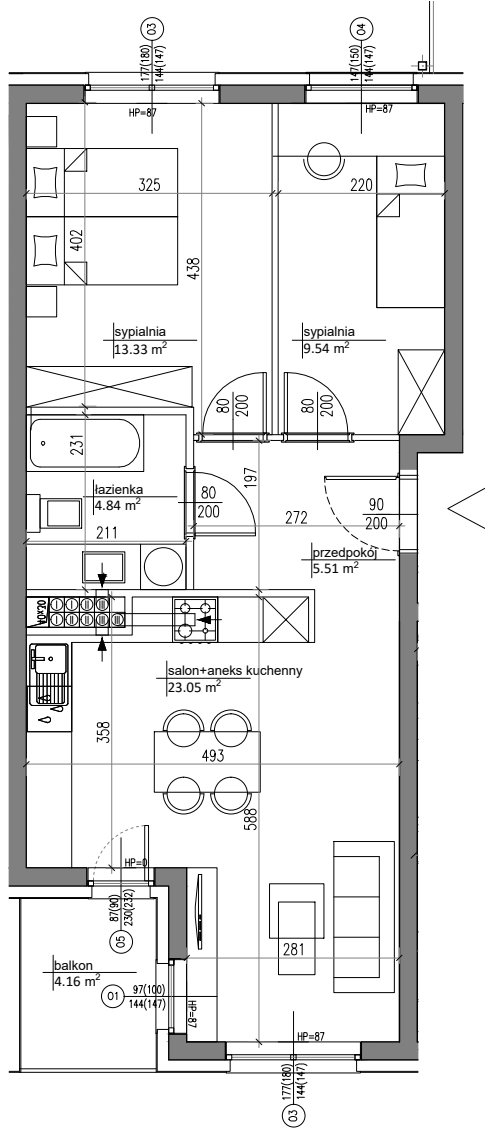 03
177(180)
144(147)
04
147(150)
144(147)
HP=87
HP=87
325
220
402
438
sypialnia
13.33 m²
sypialnia
9.54 m²
80
200
80
200
231
197
łazienka
4.84 m²
80
200
90
200
211
272
przedpokój
5.51 m²
salon+aneks kuchenny
23.05 m²
358
493
588
HP=0
87(90)
230(232)
05
281
balkon
4.16 m²
01
97(100)
144(147)
HP=87
HP=87
177(180)
144(147)
03